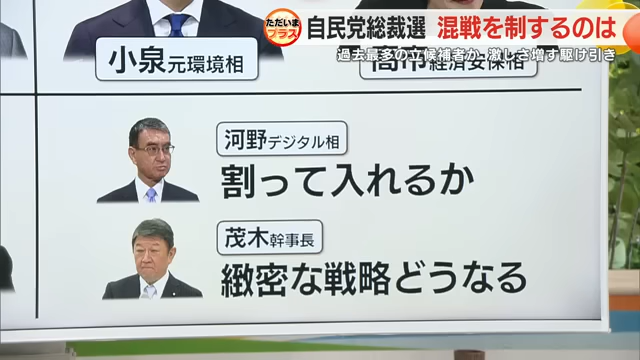 ただいま
プラス
自民党総裁選 混戦を制するのは
過去最多の立候補者か 激しさ増す駆け引き
小泉元環境相
高市経済安保相
河野デジタル相
割って入れるか
茂木幹事長
緻密な戦略どうなる